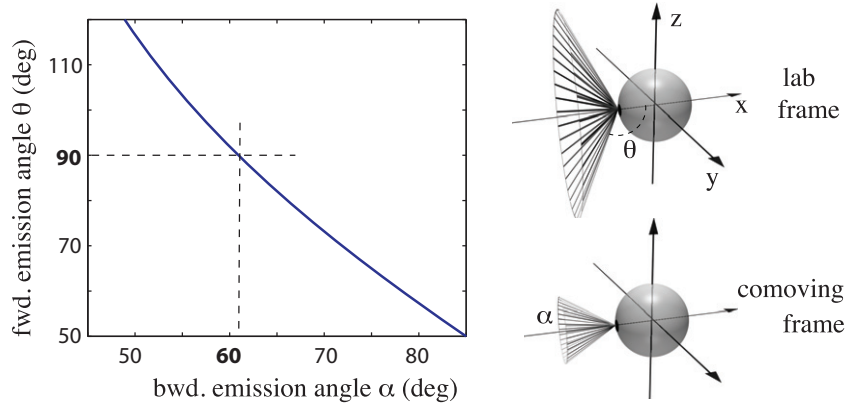 fwd. emission angle θ (deg)
110
90
70
50
50
60
70
80
bwd. emission angle α (deg)
z
x
y
θ
lab
frame
α
comoving
frame